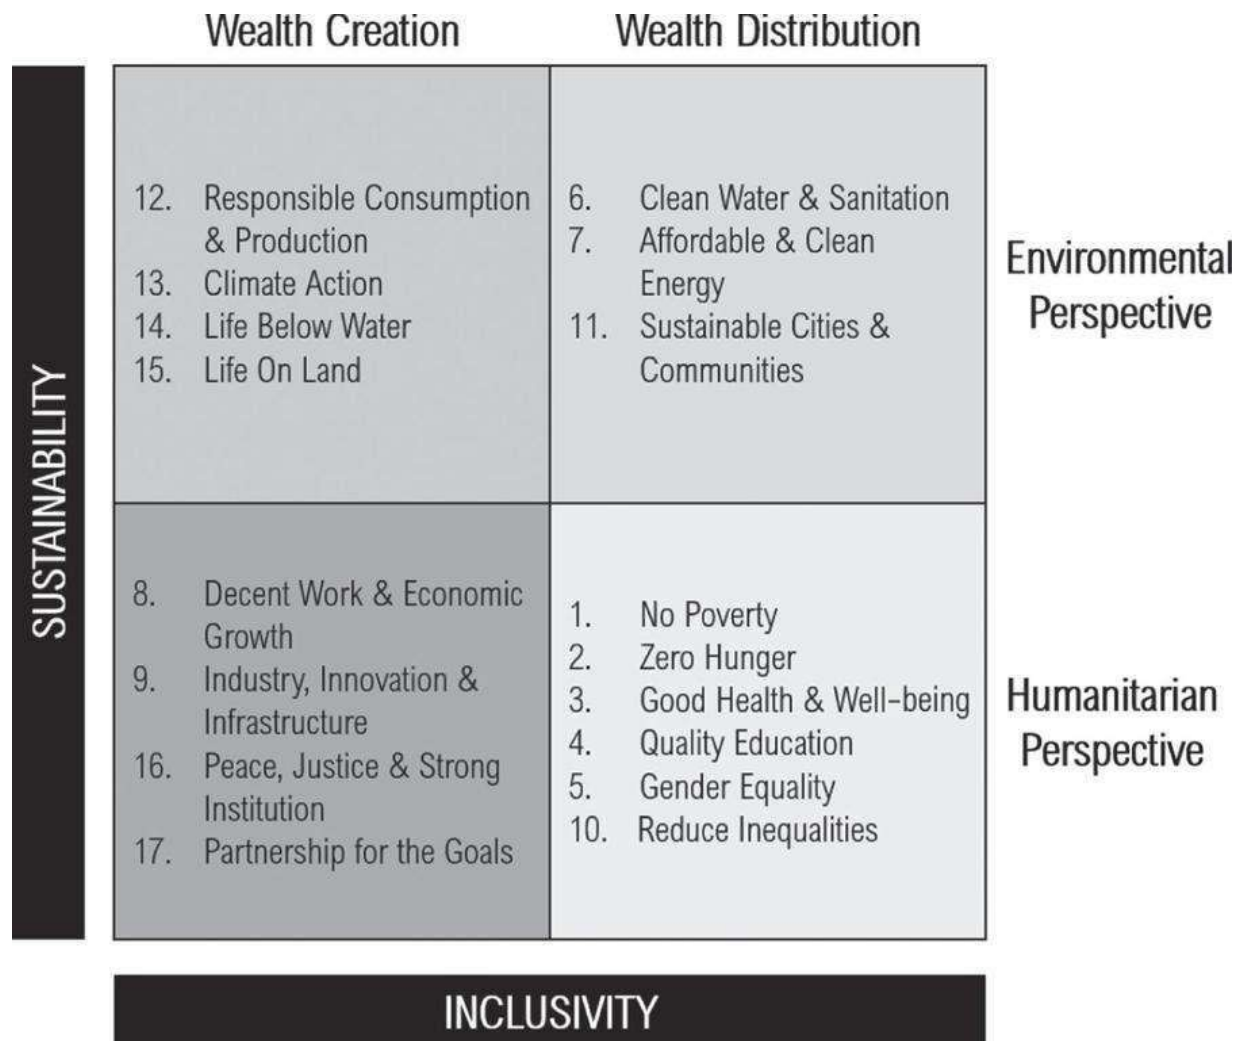 Wealth Creation
Wealth Distribution
12. Responsible Consumption
& Production
13. Climate Action
14. Life Below Water
15. Life On Land
6. Clean Water & Sanitation
7. Affordable & Clean
Energy
11. Sustainable Cities &
Communities
Environmental
Perspective
SUSTAINABILITY
8. Decent Work & Economic
Growth
9. Industry, Innovation &
Infrastructure
16. Peace, Justice & Strong
Institution
17. Partnership for the Goals
1. No Poverty
2. Zero Hunger
3. Good Health & Well-being
4. Quality Education
5. Gender Equality
10. Reduce Inequalities
Humanitarian
Perspective
INCLUSIVITY